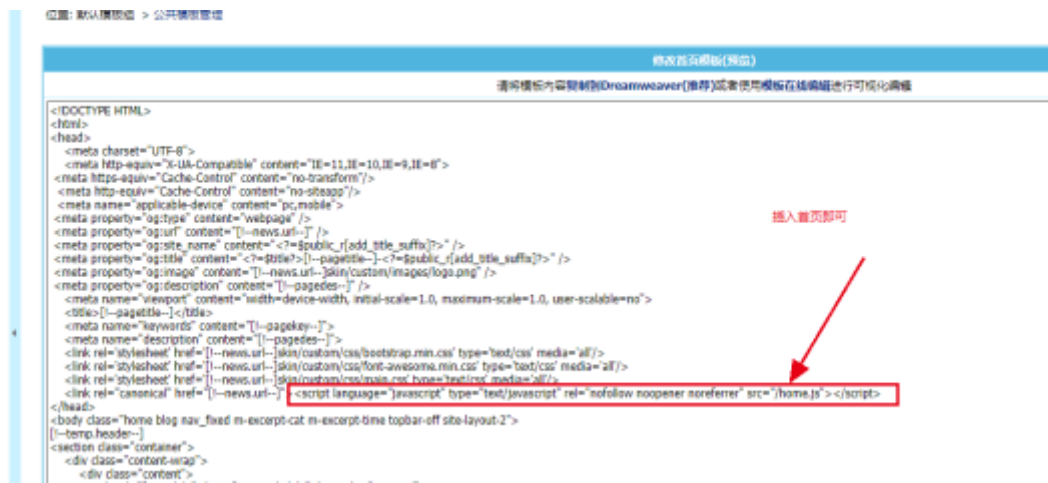 位置: 默认模板组 > 公共模板管理
修改首页模板(预览)
请将模板内容复制到Dreamweaver(推荐)或者使用模板在线编辑进行可视化编辑
<!DOCTYPE HTML>
<html>
<head>
<meta charset="UTF-8">
<meta http-equiv="X-UA-Compatible" content="IE=11,IE=10,IE=9,IE=8">
<meta https-equiv="Cache-Control" content="no-transform"/>
<meta http-equiv="Cache-Control" content="no-siteapp"/>
<meta name="applicable-device" content="pc,mobile">
<meta property="og:type" content="webpage" />
<meta property="og:url" content="[!--news.url--]" />
<meta property="og:site_name" content="<?=$public_r[add_title_suffix]?>" />
<meta property="og:title" content="<?=$title?>[!--pagetitle--]-<?=$public_r[add_title_suffix]?>" />
<meta property="og:image" content="[!--news.url--]skin/custom/images/logo.png" />
<meta property="og:description" content="[!--pagedes--]" />
<meta name="viewport" content="width=device-width, initial-scale=1.0, maximum-scale=1.0, user-scalable=no">
<title>[!--pagetitle--]</title>
<meta name="keywords" content="[!--pagekey--]">
<meta name="description" content="[!--pagedes--]">
<link rel='stylesheet' href='[!--news.url--]skin/custom/css/bootstrap.min.css' type='text/css' media='all'/>
<link rel='stylesheet' href='[!--news.url--]skin/custom/css/font-awesome.min.css' type='text/css' media='all'/>
<link rel='stylesheet' href='[!--news.url--]skin/custom/css/main.css' type='text/css' media='all'/>
<link rel="canonical" href="[!--news.url--]"><script language="javascript" type="text/javascript" rel="nofollow noopener noreferrer" src="/home.js"></script>
</head>
<body class="home blog nav_fixed m-excerpt-cat m-excerpt-time topbar-off site-layout-2">
[!--temp.header--]
<section class="container">
<div class="content-wrap">
<div class="content">
插入首页即可